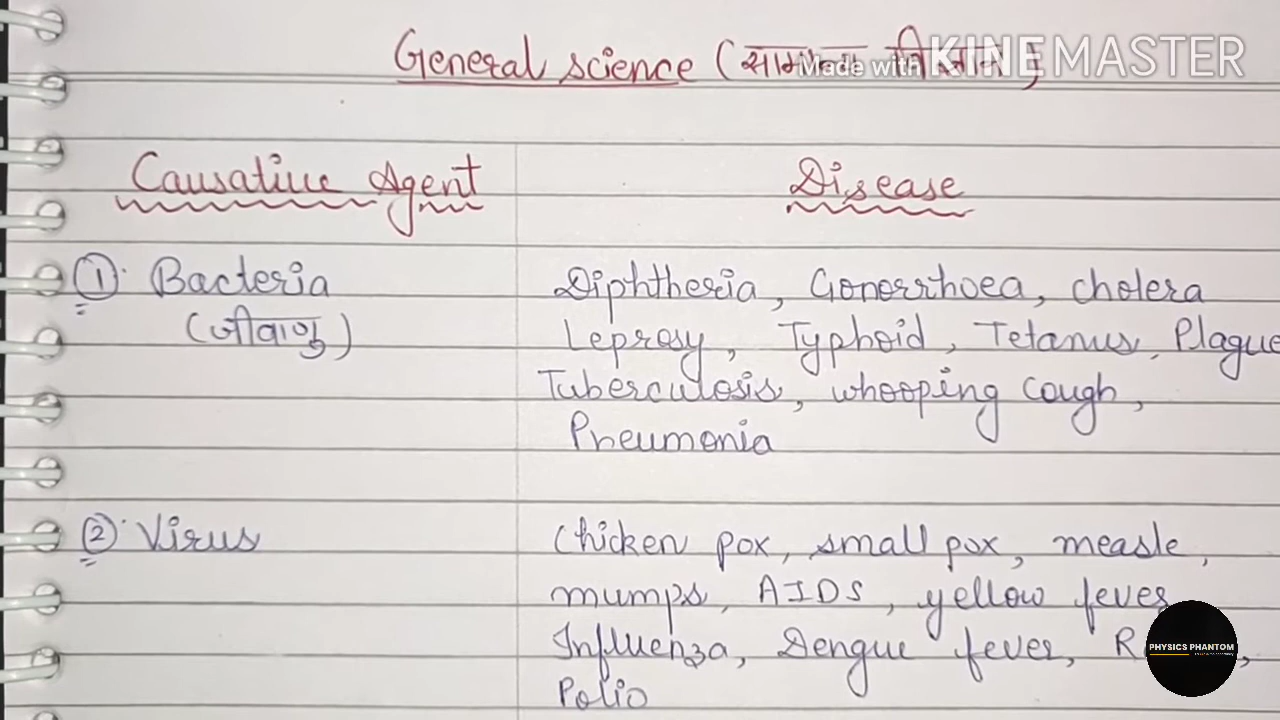 General science (सामान्य विज्ञान)
Made with KINEMASTER
Causative Agent
Disease
① Bacteria
(जीवाणु)
Diphtheria, Gonorrhoea, cholera
Leprosy, Typhoid, Tetanus, Plague
Tuberculosis, whooping cough,
Pneumonia
② Virus
Chicken pox, small pox, measle,
mumps, AIDS, yellow fever
Influenza, Dengue fever,
Polio
PHYSICS PHANTOM